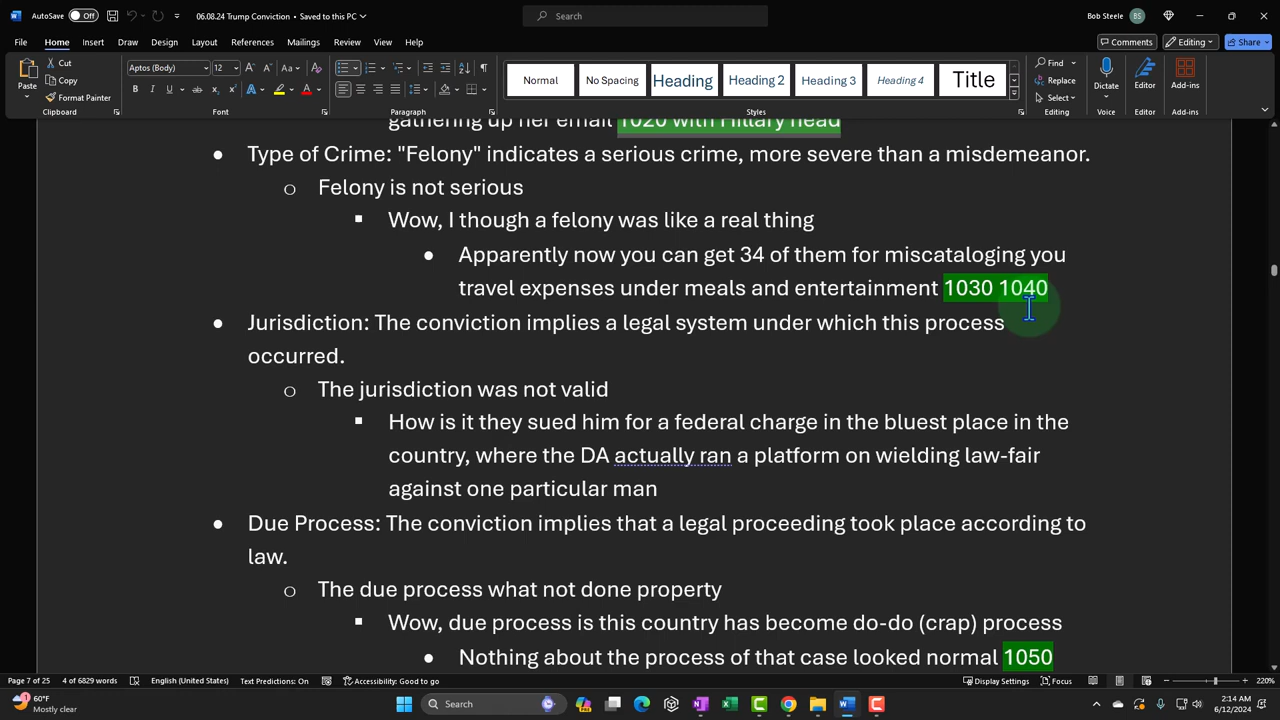 AutoSave Off 06.08.24 Trump Conviction • Saved to this PC Search Bob Steele BS
File Home Insert Draw Design Layout References Mailings Review View Help Comments Editing Share
Paste Cut Copy Format Painter Aptos (Body) 12 Normal No Spacing Heading Heading 2 Heading 3 Heading 4 Title Find Replace Select Dictate Editor Add-ins
Clipboard Font Paragraph Styles Editing Voice Editor Add-ins
gathering up her email 1020 with Hillary head
Type of Crime: "Felony" indicates a serious crime, more severe than a misdemeanor.
Felony is not serious
Wow, I though a felony was like a real thing
Apparently now you can get 34 of them for miscataloging you
travel expenses under meals and entertainment 1030 1040
Jurisdiction: The conviction implies a legal system under which this process
occurred.
The jurisdiction was not valid
How is it they sued him for a federal charge in the bluest place in the
country, where the DA actually ran a platform on wielding law-fair
against one particular man
Due Process: The conviction implies that a legal proceeding took place according to
law.
The due process what not done property
Wow, due process is this country has become do-do (crap) process
Nothing about the process of that case looked normal 1050
Page 7 of 25 4 of 6829 words English (United States) Text Predictions: On Accessibility: Good to go Display Settings Focus 220%
60°F
Mostly clear
Search
2:14 AM
6/12/2024